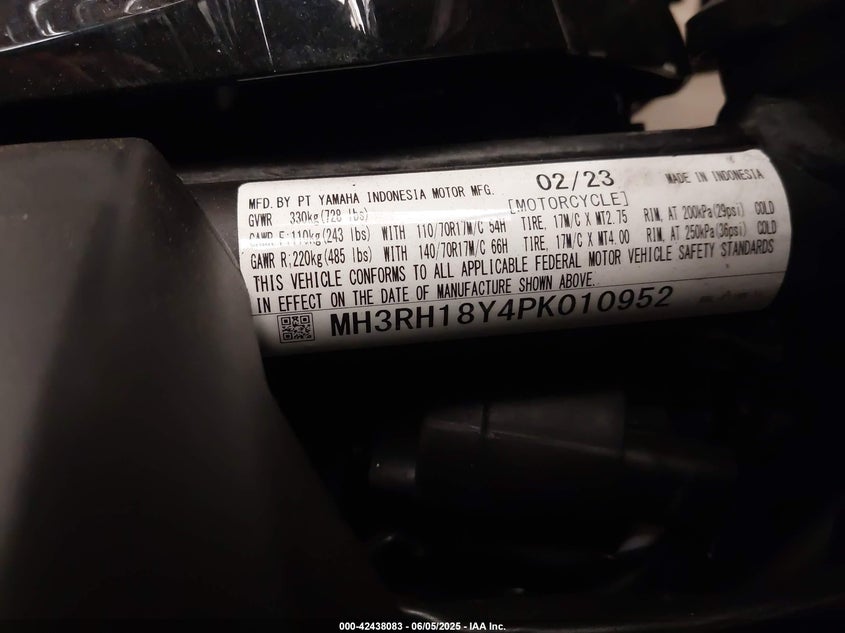 MFD. BY PT YAMAHA INDONESIA MOTOR MFG. 02/23 MADE IN INDONESIA
GVWR 330kg(728 lbs) [MOTORCYCLE]
GAWR F:110kg(243 lbs) WITH 110/70R17M/C 54H TIRE, 17M/C X MT2.75 RIM, AT 200kPa(29psi) COLD
GAWR R:220kg(485 lbs) WITH 140/70R17M/C 66H TIRE, 17M/C X MT4.00 RIM, AT 250kPa(36psi) COLD
THIS VEHICLE CONFORMS TO ALL APPLICABLE FEDERAL MOTOR VEHICLE SAFETY STANDARDS
IN EFFECT ON THE DATE OF MANUFACTURE SHOWN ABOVE.
MH3RH18Y4PK010952
000-42438083 - 06/05/2025 - IAA Inc.